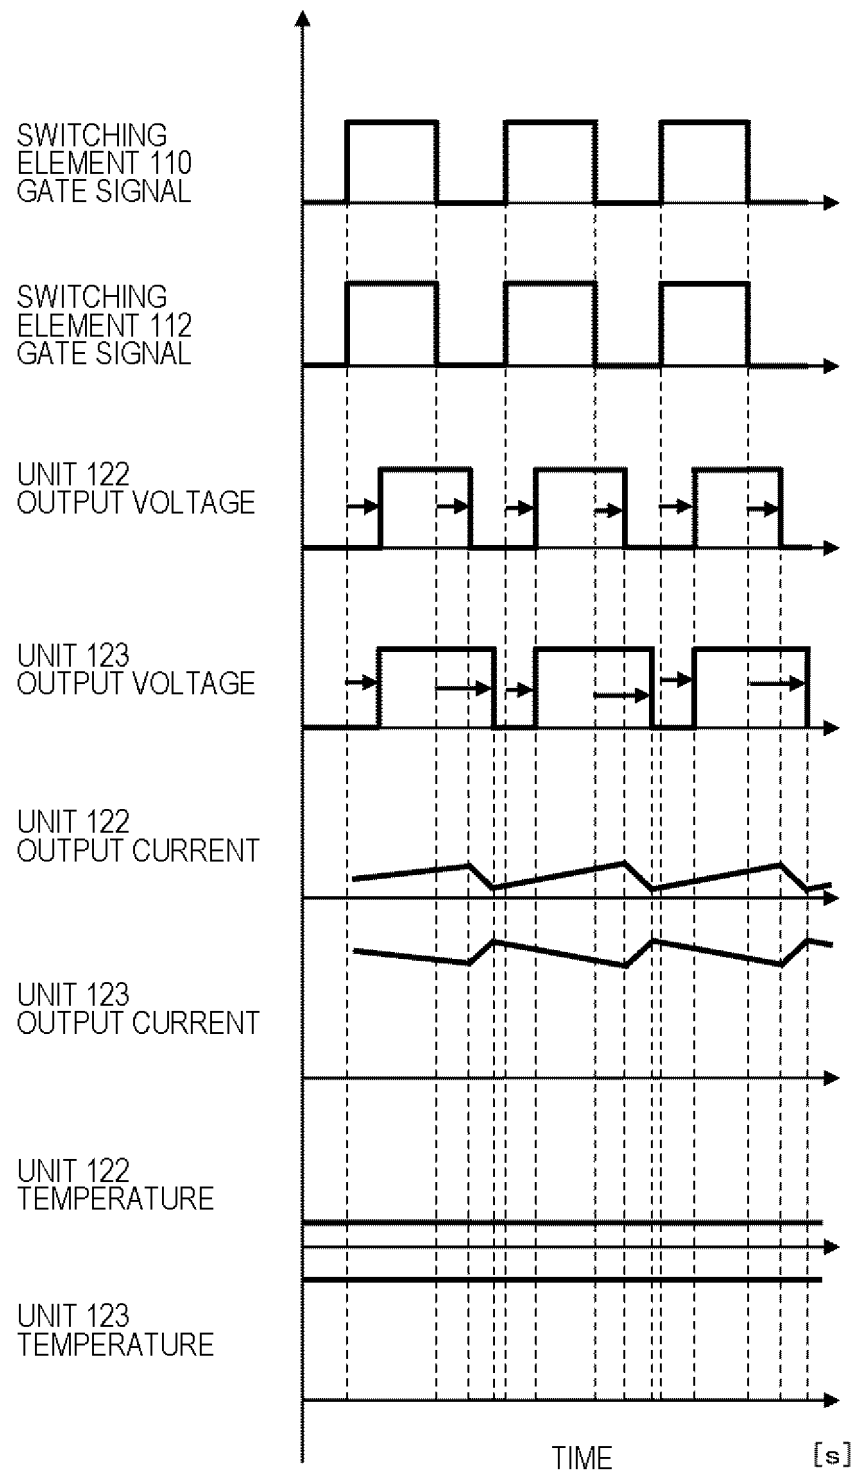 SWITCHING
ELEMENT 110
GATE SIGNAL
SWITCHING
ELEMENT 112
GATE SIGNAL
UNIT 122
OUTPUT VOLTAGE
UNIT 123
OUTPUT VOLTAGE
UNIT 122
OUTPUT CURRENT
UNIT 123
OUTPUT CURRENT
UNIT 122
TEMPERATURE
UNIT 123
TEMPERATURE
TIME [s]